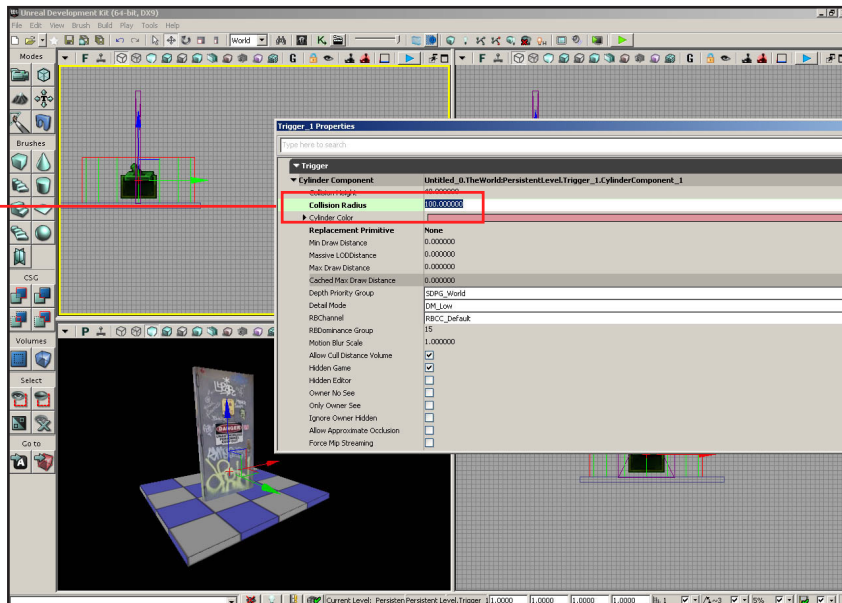 Unreal Development Kit (64-bit, DX9)
File Edit View Brush Build Play Tools Help
World
Modes
F G F G
Brushes
CSG
Volumes
Select
Go to
P
Trigger_1 Properties
Type here to search
Trigger
Cylinder Component Untitled_0.TheWorld:PersistentLevel.Trigger_1.CylinderComponent_1
Collision Height 40.000000
Collision Radius 100.000000
Cylinder Color
Replacement Primitive None
Min Draw Distance 0.000000
Massive LODDistance 0.000000
Max Draw Distance 0.000000
Cached Max Draw Distance 0.000000
Depth Priority Group SDPG_World
Detail Mode DM_Low
RBChannel RBCC_Default
RBDominance Group 15
Motion Blur Scale 1.000000
Allow Cull Distance Volume
Hidden Game
Hidden Editor
Owner No See
Only Owner See
Ignore Owner Hidden
Allow Approximate Occlusion
Force Mip Streaming
DANGER
Current Level: Persisten Persistent Level.Trigger_1 1.0000 1.0000 1.0000 1.0000 1 ~3 5%